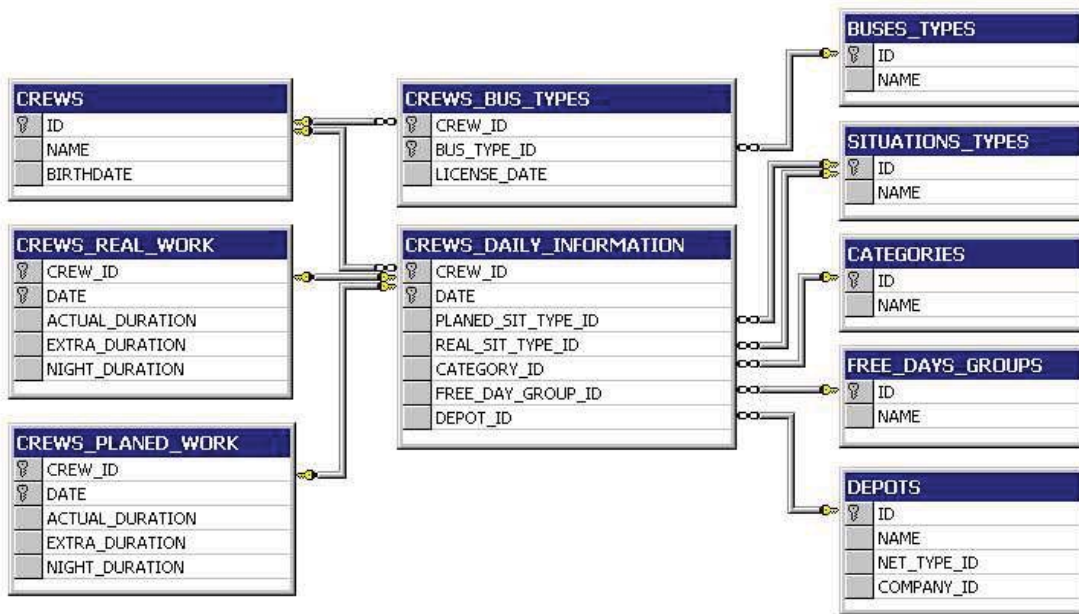 CREWS
ID
NAME
BIRTHDATE
CREWS_REAL_WORK
CREW_ID
DATE
ACTUAL_DURATION
EXTRA_DURATION
NIGHT_DURATION
CREWS_PLANED_WORK
CREW_ID
DATE
ACTUAL_DURATION
EXTRA_DURATION
NIGHT_DURATION
CREWS_BUS_TYPES
CREW_ID
BUS_TYPE_ID
LICENSE_DATE
CREWS_DAILY_INFORMATION
CREW_ID
DATE
PLANED_SIT_TYPE_ID
REAL_SIT_TYPE_ID
CATEGORY_ID
FREE_DAY_GROUP_ID
DEPOT_ID
BUSES_TYPES
ID
NAME
SITUATIONS_TYPES
ID
NAME
CATEGORIES
ID
NAME
FREE_DAYS_GROUPS
ID
NAME
DEPOTS
ID
NAME
NET_TYPE_ID
COMPANY_ID